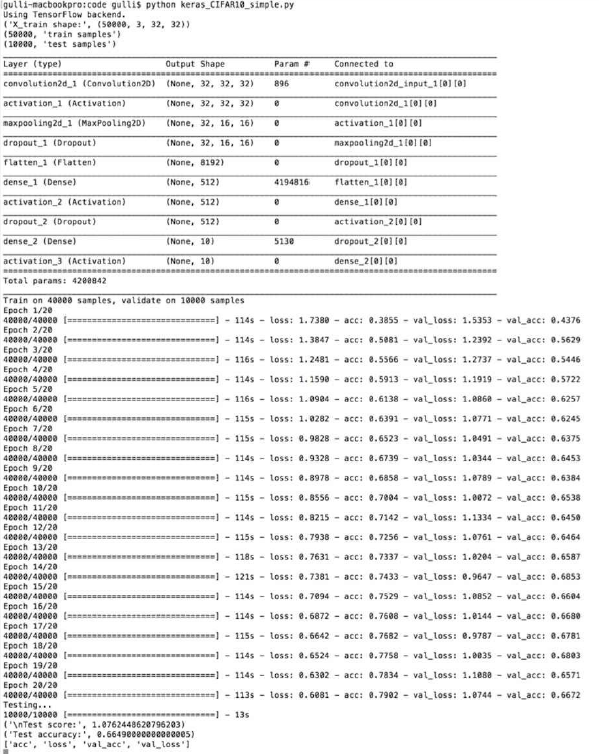 gulli-macbookpro:code gulli$ python keras_CIFAR10_simple.py
Using TensorFlow backend.
('X_train shape:', (50000, 3, 32, 32))
(50000, 'train samples')
(10000, 'test samples')
Layer (type) Output Shape Param # Connected to
convolution2d_1 (Convolution2D) (None, 32, 32, 32) 896 convolution2d_input_1[0][0]
activation_1 (Activation) (None, 32, 32, 32) 0 convolution2d_1[0][0]
maxpooling2d_1 (MaxPooling2D) (None, 32, 16, 16) 0 activation_1[0][0]
dropout_1 (Dropout) (None, 32, 16, 16) 0 maxpooling2d_1[0][0]
flatten_1 (Flatten) (None, 8192) 0 dropout_1[0][0]
dense_1 (Dense) (None, 512) 4194816 flatten_1[0][0]
activation_2 (Activation) (None, 512) 0 dense_1[0][0]
dropout_2 (Dropout) (None, 512) 0 activation_2[0][0]
dense_2 (Dense) (None, 10) 5130 dropout_2[0][0]
activation_3 (Activation) (None, 10) 0 dense_2[0][0]
Total params: 4200842
Train on 40000 samples, validate on 10000 samples
Epoch 1/20
40000/40000 [==============================] - 114s - loss: 1.7380 - acc: 0.3855 - val_loss: 1.5353 - val_acc: 0.4376
Epoch 2/20
40000/40000 [==============================] - 114s - loss: 1.3847 - acc: 0.5081 - val_loss: 1.2392 - val_acc: 0.5629
Epoch 3/20
40000/40000 [==============================] - 116s - loss: 1.2481 - acc: 0.5566 - val_loss: 1.2737 - val_acc: 0.5446
Epoch 4/20
40000/40000 [==============================] - 114s - loss: 1.1590 - acc: 0.5913 - val_loss: 1.1919 - val_acc: 0.5722
Epoch 5/20
40000/40000 [==============================] - 116s - loss: 1.0904 - acc: 0.6138 - val_loss: 1.0860 - val_acc: 0.6257
Epoch 6/20
40000/40000 [==============================] - 115s - loss: 1.0282 - acc: 0.6391 - val_loss: 1.0771 - val_acc: 0.6245
Epoch 7/20
40000/40000 [==============================] - 115s - loss: 0.9828 - acc: 0.6523 - val_loss: 1.0491 - val_acc: 0.6375
Epoch 8/20
40000/40000 [==============================] - 114s - loss: 0.9328 - acc: 0.6739 - val_loss: 1.0344 - val_acc: 0.6453
Epoch 9/20
40000/40000 [==============================] - 114s - loss: 0.8978 - acc: 0.6858 - val_loss: 1.0789 - val_acc: 0.6384
Epoch 10/20
40000/40000 [==============================] - 115s - loss: 0.8556 - acc: 0.7004 - val_loss: 1.0072 - val_acc: 0.6538
Epoch 11/20
40000/40000 [==============================] - 114s - loss: 0.8215 - acc: 0.7142 - val_loss: 1.1334 - val_acc: 0.6450
Epoch 12/20
40000/40000 [==============================] - 115s - loss: 0.7938 - acc: 0.7256 - val_loss: 1.0761 - val_acc: 0.6464
Epoch 13/20
40000/40000 [==============================] - 118s - loss: 0.7631 - acc: 0.7337 - val_loss: 1.0204 - val_acc: 0.6587
Epoch 14/20
40000/40000 [==============================] - 121s - loss: 0.7381 - acc: 0.7433 - val_loss: 0.9647 - val_acc: 0.6853
Epoch 15/20
40000/40000 [==============================] - 114s - loss: 0.7094 - acc: 0.7529 - val_loss: 1.0852 - val_acc: 0.6604
Epoch 16/20
40000/40000 [==============================] - 114s - loss: 0.6872 - acc: 0.7608 - val_loss: 1.0144 - val_acc: 0.6680
Epoch 17/20
40000/40000 [==============================] - 115s - loss: 0.6642 - acc: 0.7682 - val_loss: 0.9787 - val_acc: 0.6781
Epoch 18/20
40000/40000 [==============================] - 114s - loss: 0.6524 - acc: 0.7758 - val_loss: 1.0035 - val_acc: 0.6803
Epoch 19/20
40000/40000 [==============================] - 114s - loss: 0.6302 - acc: 0.7834 - val_loss: 1.1080 - val_acc: 0.6571
Epoch 20/20
40000/40000 [==============================] - 113s - loss: 0.6081 - acc: 0.7902 - val_loss: 1.0744 - val_acc: 0.6672
Testing...
10000/10000 [==============================] - 13s
('\nTest score:', 1.0762448620796203)
('Test accuracy:', 0.66490000000000005)
['acc', 'loss', 'val_acc', 'val_loss']